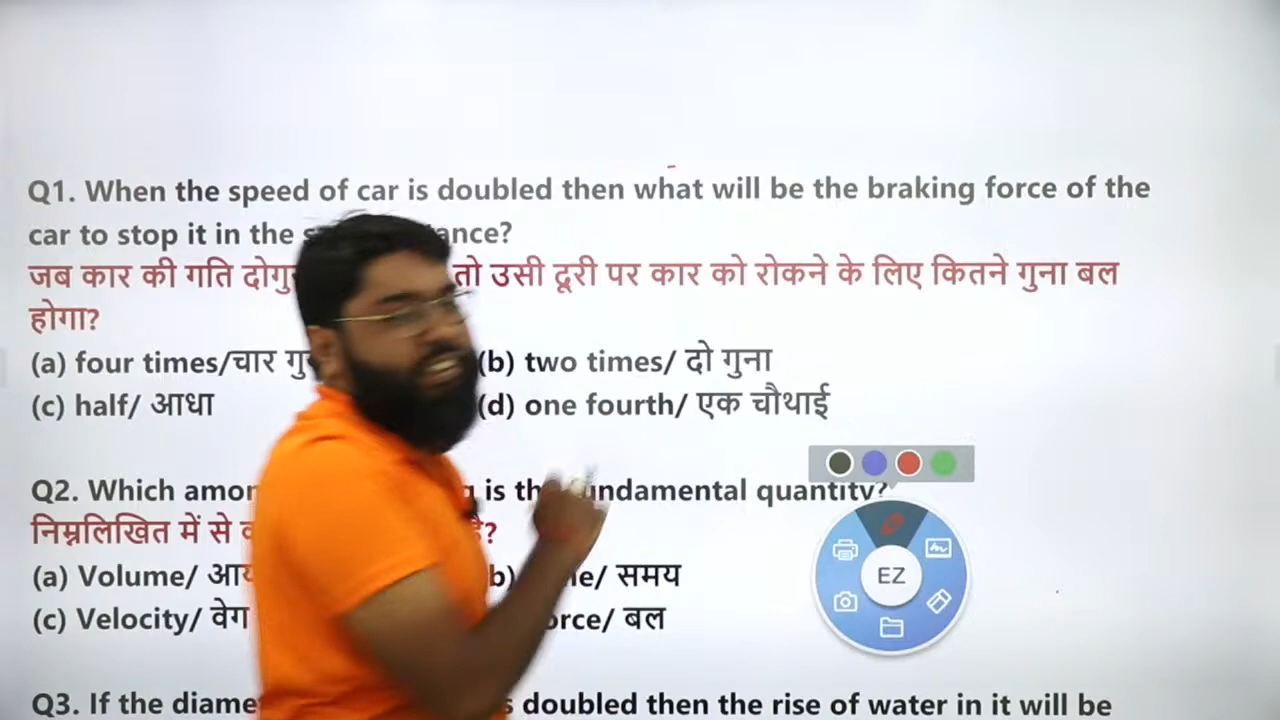 Q1. When the speed of car is doubled then what will be the braking force of the
car to stop it in the
जब कार की गति तो उसी दूरी पर कार को रोकने के लिए कितने गुना बल
होगा?
(a) four times/चार (b) two times/ दो गुना
(c) half/ आधा (d) one fourth/ एक चौथाई
Q2. Which is the fundamental quantity?
निम्नलिखित में से
(a) Volume/ समय
(c) Velocity/ वेग बल
EZ
Q3. If the doubled then the rise of water in it will be